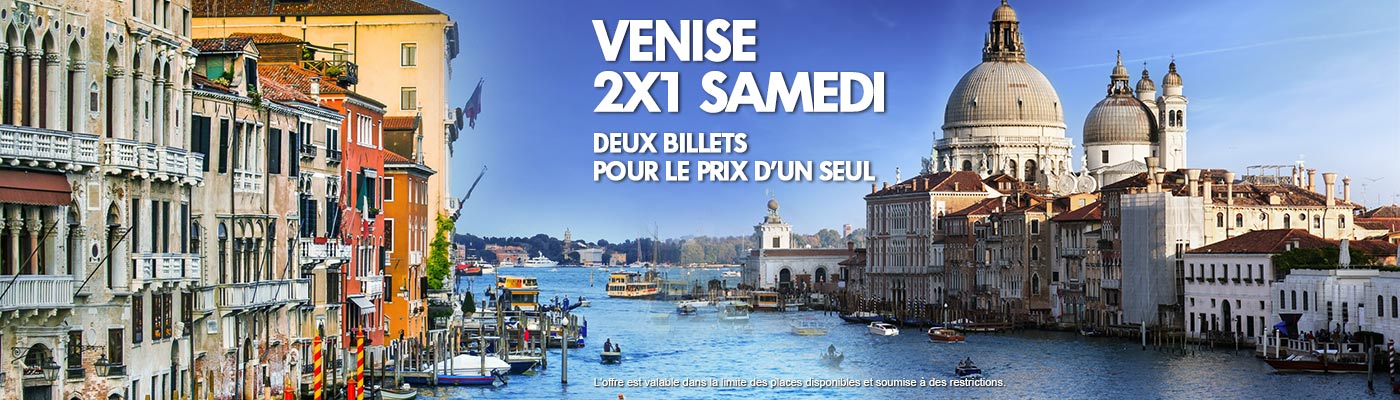 VENISE
2X1 SAMEDI
DEUX BILLETS
POUR LE PRIX D'UN SEUL
L'offre est valable dans la limite des places disponibles et soumise à des restrictions.